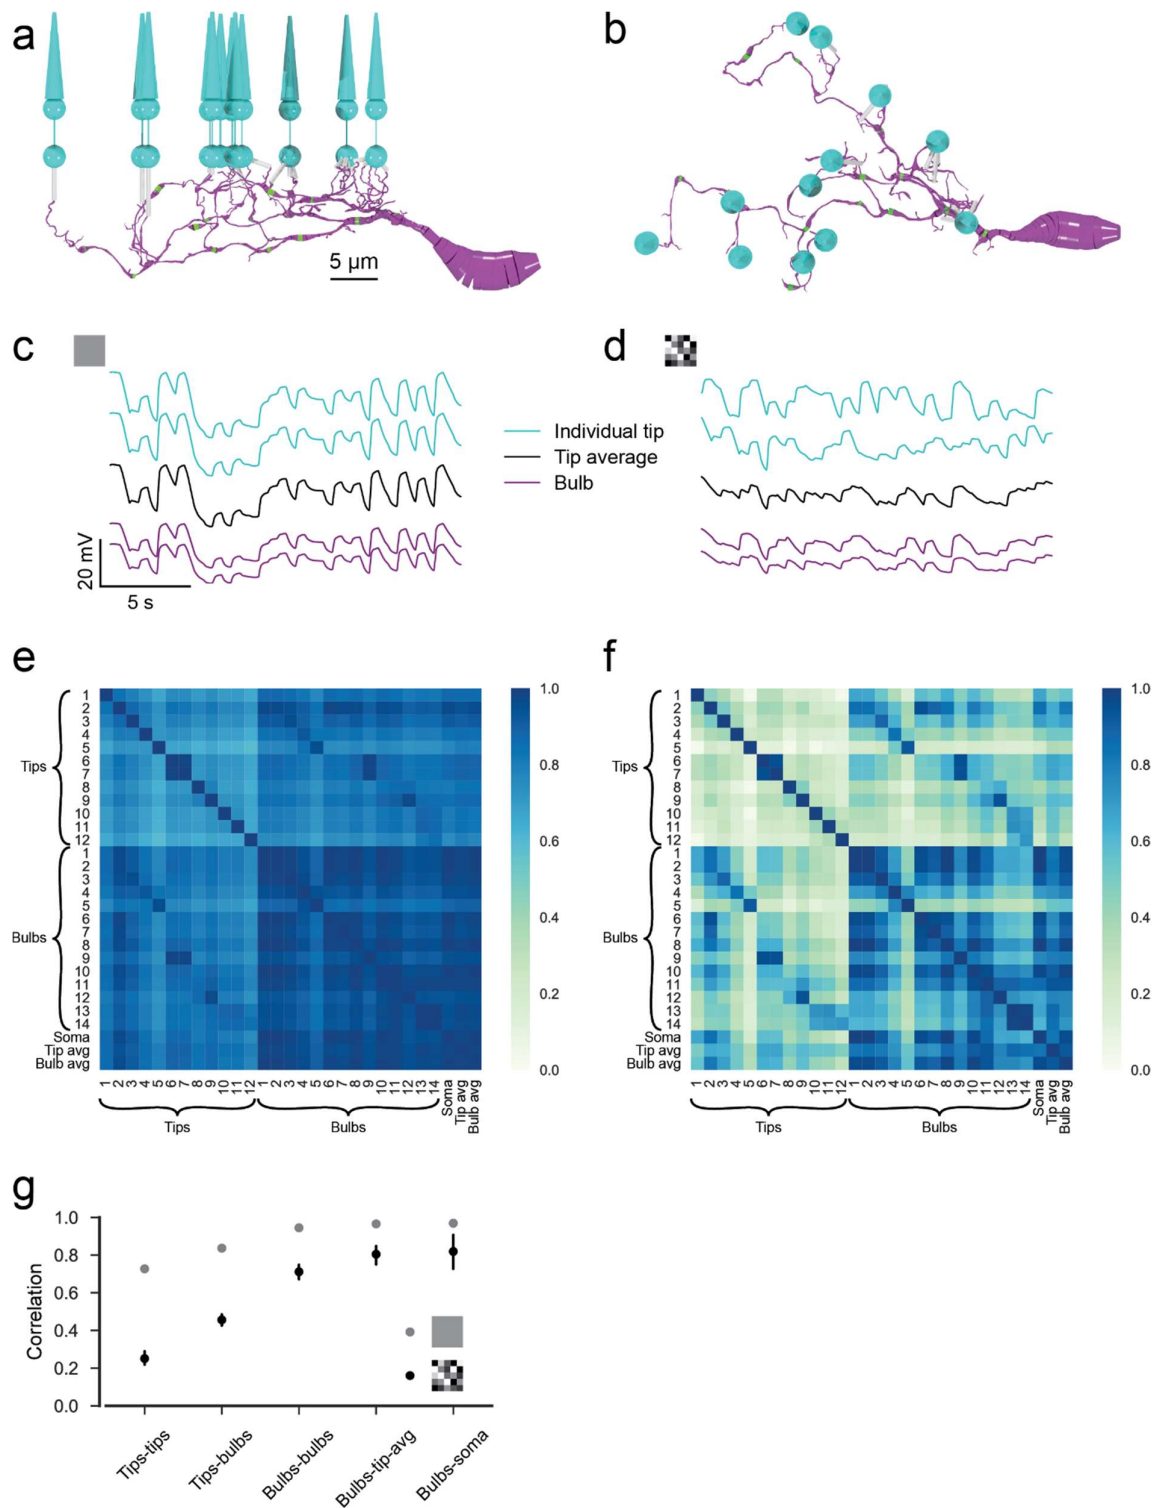 a
b
5 µm
c
d
Individual tip
Tip average
Bulb
20 mV
5 s
e
f
1
2
3
4
5
6
7
8
9
10
11
12
Tips
1
2
3
4
5
6
7
8
9
10
11
12
13
14
Bulbs
Soma
Tip avg
Bulb avg
1 2 3 4 5 6 7 8 9 10 11 12 1 2 3 4 5 6 7 8 9 10 11 12 13 14 Soma Tip avg Bulb avg
Tips Bulbs
1.0
0.8
0.6
0.4
0.2
0.0
1
2
3
4
5
6
7
8
9
10
11
12
Tips
1
2
3
4
5
6
7
8
9
10
11
12
13
14
Bulbs
Soma
Tip avg
Bulb avg
1 2 3 4 5 6 7 8 9 10 11 12 1 2 3 4 5 6 7 8 9 10 11 12 13 14 Soma Tip avg Bulb avg
Tips Bulbs
1.0
0.8
0.6
0.4
0.2
0.0
g
Correlation
1.0
0.8
0.6
0.4
0.2
0.0
Tips-tips
Tips-bulbs
Bulbs-bulbs
Bulbs-tip-avg
Bulbs-soma